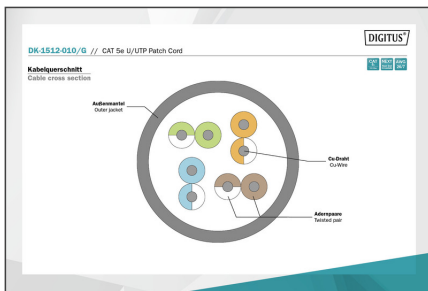 DIGITUS®
DK-1512-010/G // CAT 5e U/UTP Patch Cord
Kabelquerschnitt
Cable cross section
Außenmantel
Outer jacket
Cu-Draht
Cu-Wire
Adernpaare
Twisted pair